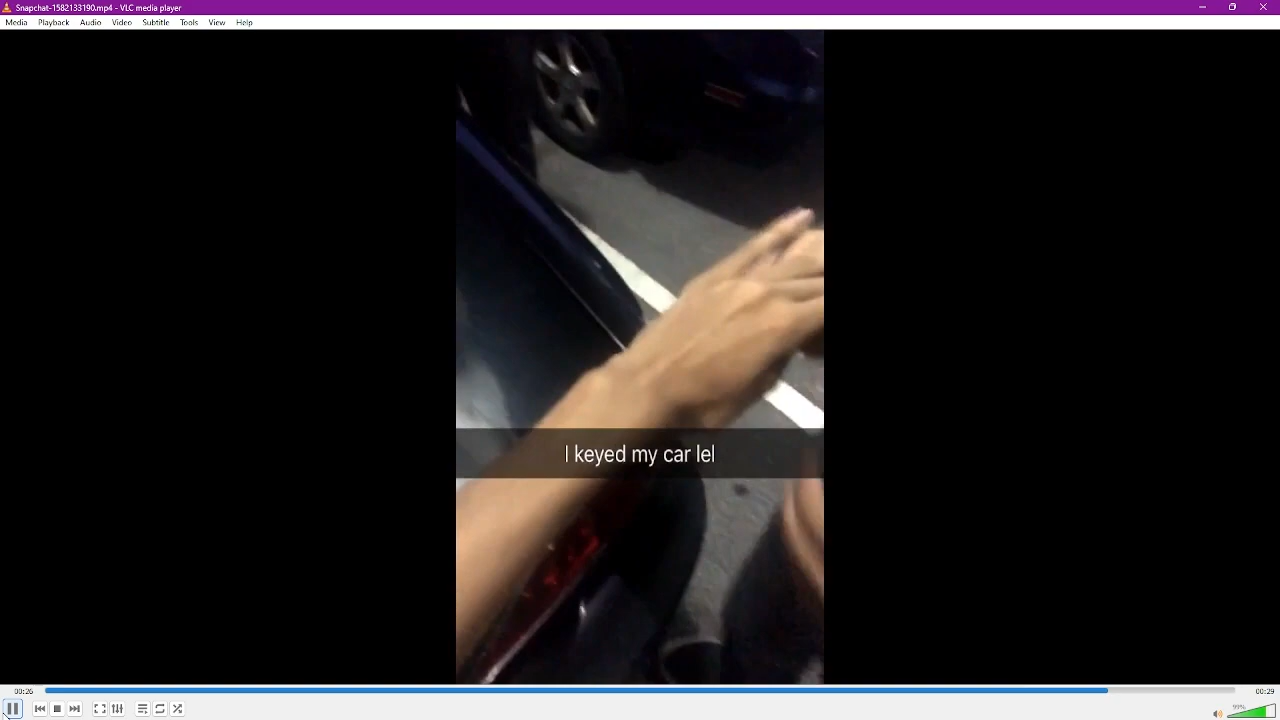 Snapchat-1582133190.mp4 - VLC media player
Media Playback Audio Video Subtitle Tools View Help
I keyed my car lel
00:26
00:29
99%